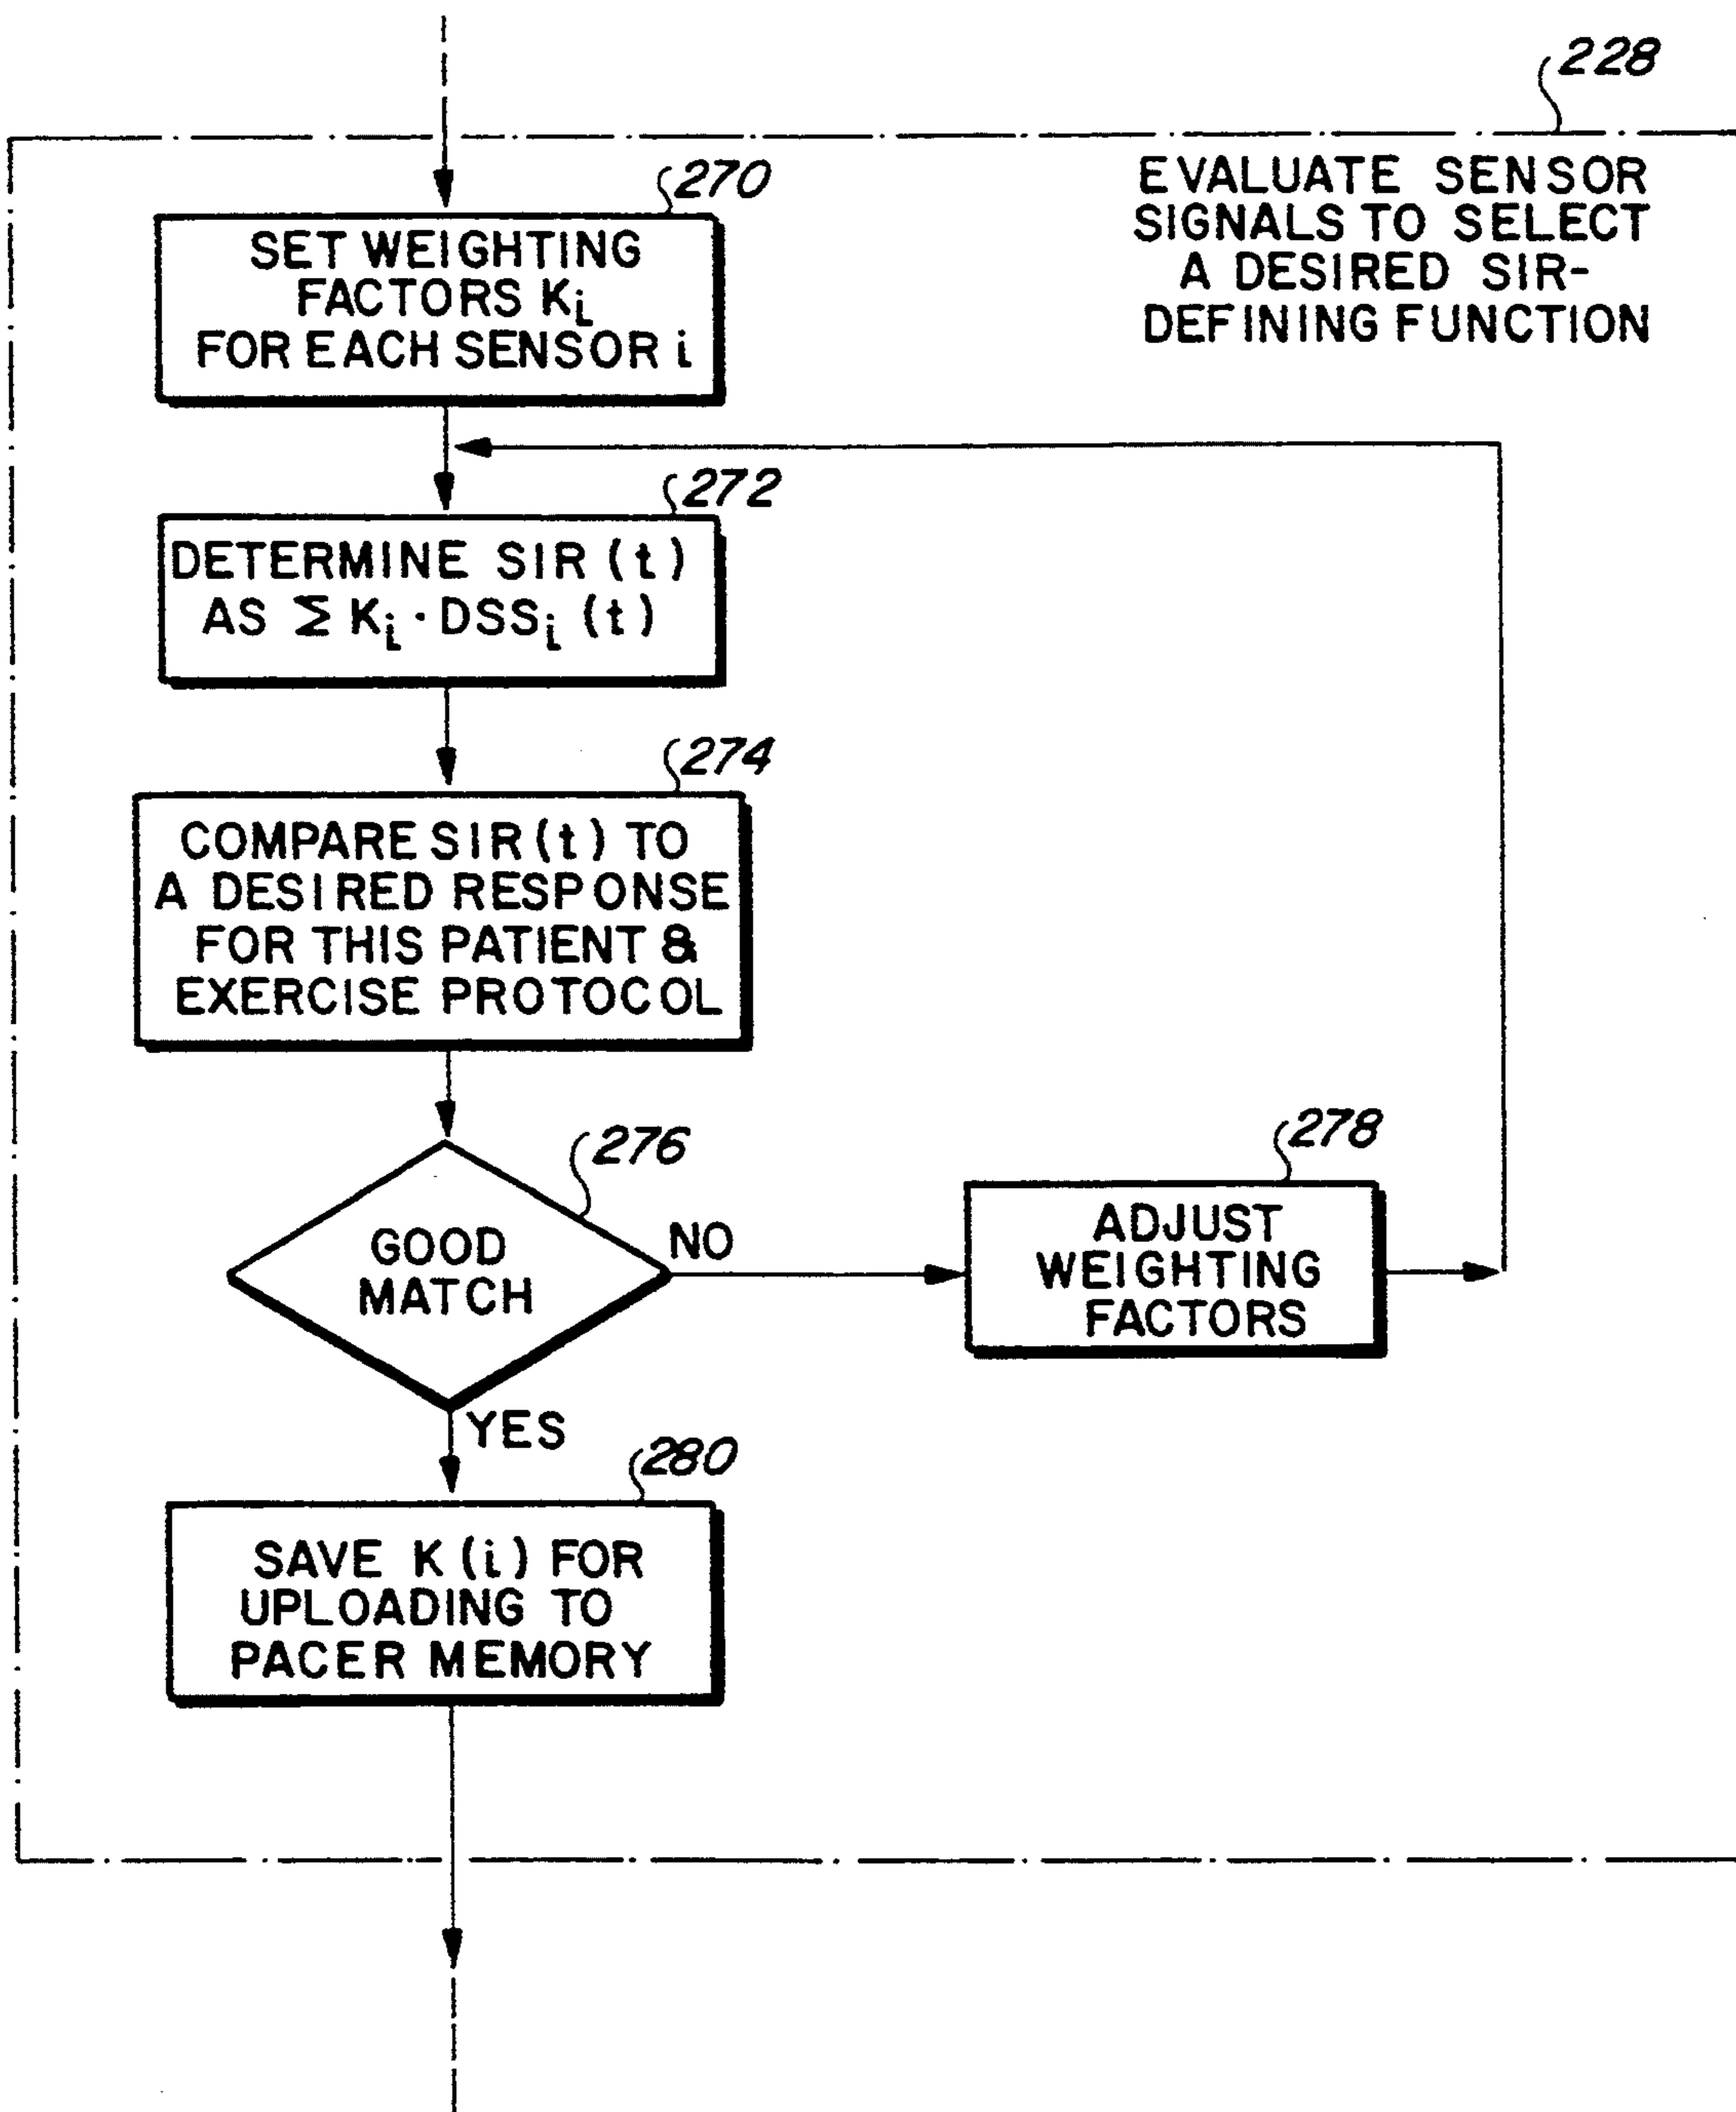 228
EVALUATE SENSOR
SIGNALS TO SELECT
A DESIRED SIR-
DEFINING FUNCTION
270
SET WEIGHTING
FACTORS Ki
FOR EACH SENSOR i
272
DETERMINE SIR (t)
AS Σ Ki · DSSi (t)
274
COMPARE SIR(t) TO
A DESIRED RESPONSE
FOR THIS PATIENT &
EXERCISE PROTOCOL
276
GOOD
MATCH
NO
278
ADJUST
WEIGHTING
FACTORS
YES
280
SAVE K (i) FOR
UPLOADING TO
PACER MEMORY